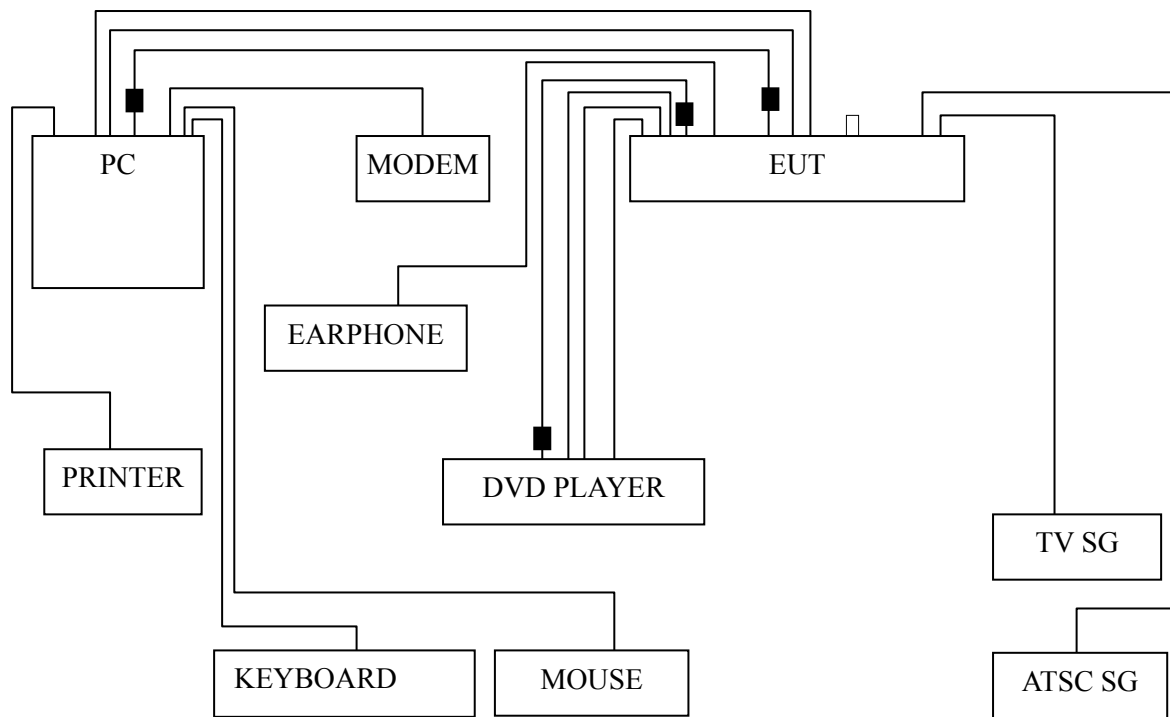 PC
MODEM
EUT
EARPHONE
PRINTER
DVD PLAYER
TV SG
KEYBOARD
MOUSE
ATSC SG